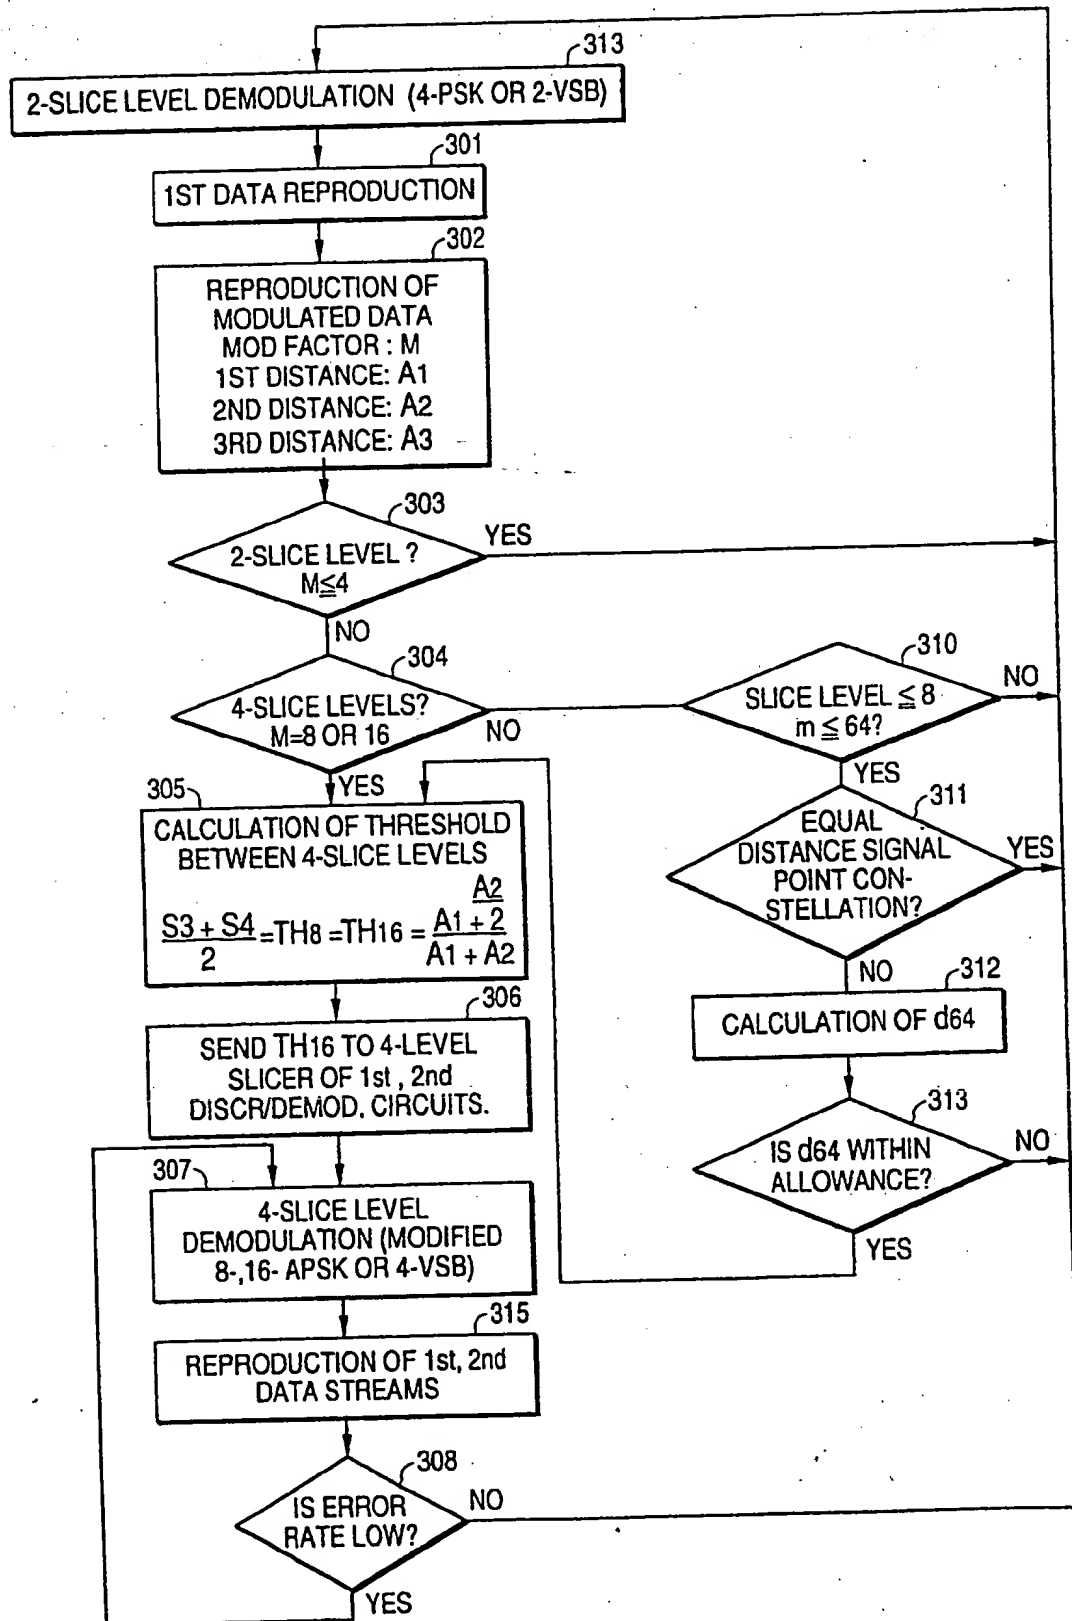 313
2-SLICE LEVEL DEMODULATION (4-PSK OR 2-VSB)
301
1ST DATA REPRODUCTION
302
REPRODUCTION OF
MODULATED DATA
MOD FACTOR : M
1ST DISTANCE: A1
2ND DISTANCE: A2
3RD DISTANCE: A3
303
2-SLICE LEVEL ?
M≦4
YES
NO
304
4-SLICE LEVELS?
M=8 OR 16
NO
YES
310
SLICE LEVEL ≦ 8
m ≦ 64?
NO
YES
311
EQUAL
DISTANCE SIGNAL
POINT CON-
STELLATION?
YES
NO
312
CALCULATION OF d64
313
IS d64 WITHIN
ALLOWANCE?
NO
YES
305
CALCULATION OF THRESHOLD
BETWEEN 4-SLICE LEVELS
A2
S3 + S4
2
=TH8 =TH16 =
A1 + 2
A1 + A2
306
SEND TH16 TO 4-LEVEL
SLICER OF 1st , 2nd
DISCR/DEMOD. CIRCUITS.
307
4-SLICE LEVEL
DEMODULATION (MODIFIED
8-,16- APSK OR 4-VSB)
315
REPRODUCTION OF 1st, 2nd
DATA STREAMS
308
IS ERROR
RATE LOW?
NO
YES